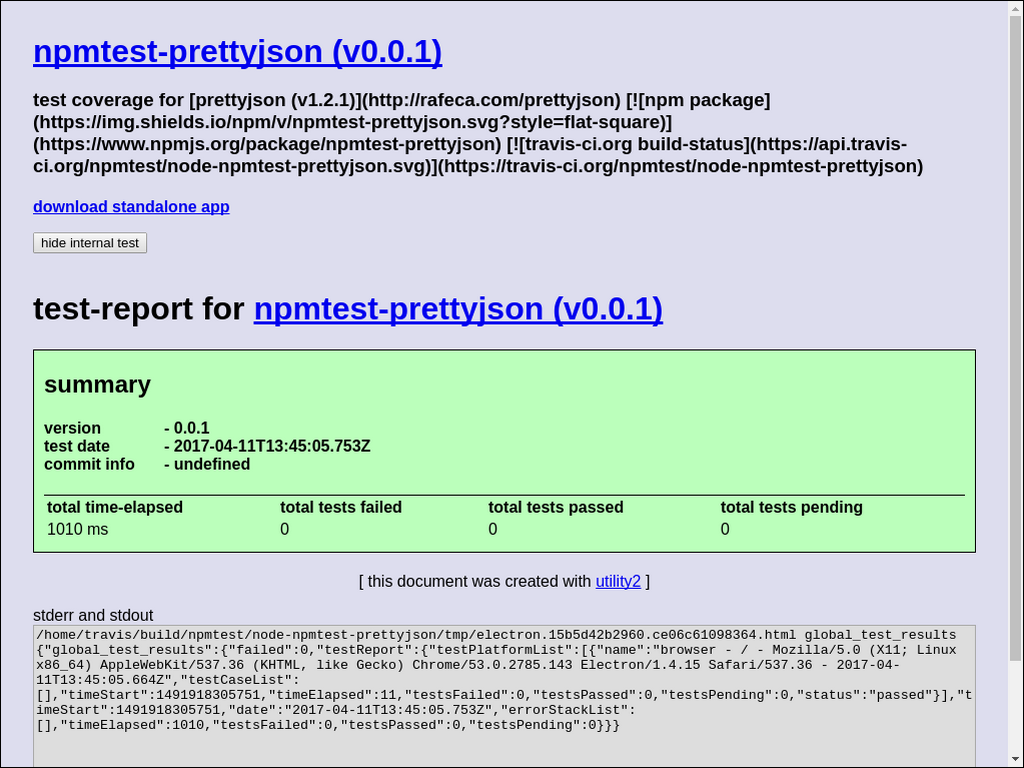 npmtest-prettyjson (v0.0.1)
test coverage for [prettyjson (v1.2.1)](http://rafeca.com/prettyjson) [![npm package]
(https://img.shields.io/npm/v/npmtest-prettyjson.svg?style=flat-square)]
(https://www.npmjs.org/package/npmtest-prettyjson) [![travis-ci.org build-status](https://api.travis-
ci.org/npmtest/node-npmtest-prettyjson.svg)](https://travis-ci.org/npmtest/node-npmtest-prettyjson)
download standalone app
hide internal test
test-report for npmtest-prettyjson (v0.0.1)
summary
version - 0.0.1
test date - 2017-04-11T13:45:05.753Z
commit info - undefined
total time-elapsed total tests failed total tests passed total tests pending
1010 ms 0 0 0
[ this document was created with utility2 ]
stderr and stdout
/home/travis/build/npmtest/node-npmtest-prettyjson/tmp/electron.15b5d42b2960.ce06c61098364.html global_test_results
{"global_test_results":{"failed":0,"testReport":{"testPlatformList":[{"name":"browser - / - Mozilla/5.0 (X11; Linux
x86_64) AppleWebKit/537.36 (KHTML, like Gecko) Chrome/53.0.2785.143 Electron/1.4.15 Safari/537.36 - 2017-04-
11T13:45:05.664Z","testCaseList":
[],"timeStart":1491918305751,"timeElapsed":11,"testsFailed":0,"testsPassed":0,"testsPending":0,"status":"passed"}],"t
imeStart":1491918305751,"date":"2017-04-11T13:45:05.753Z","errorStackList":
[],"timeElapsed":1010,"testsFailed":0,"testsPassed":0,"testsPending":0}}}